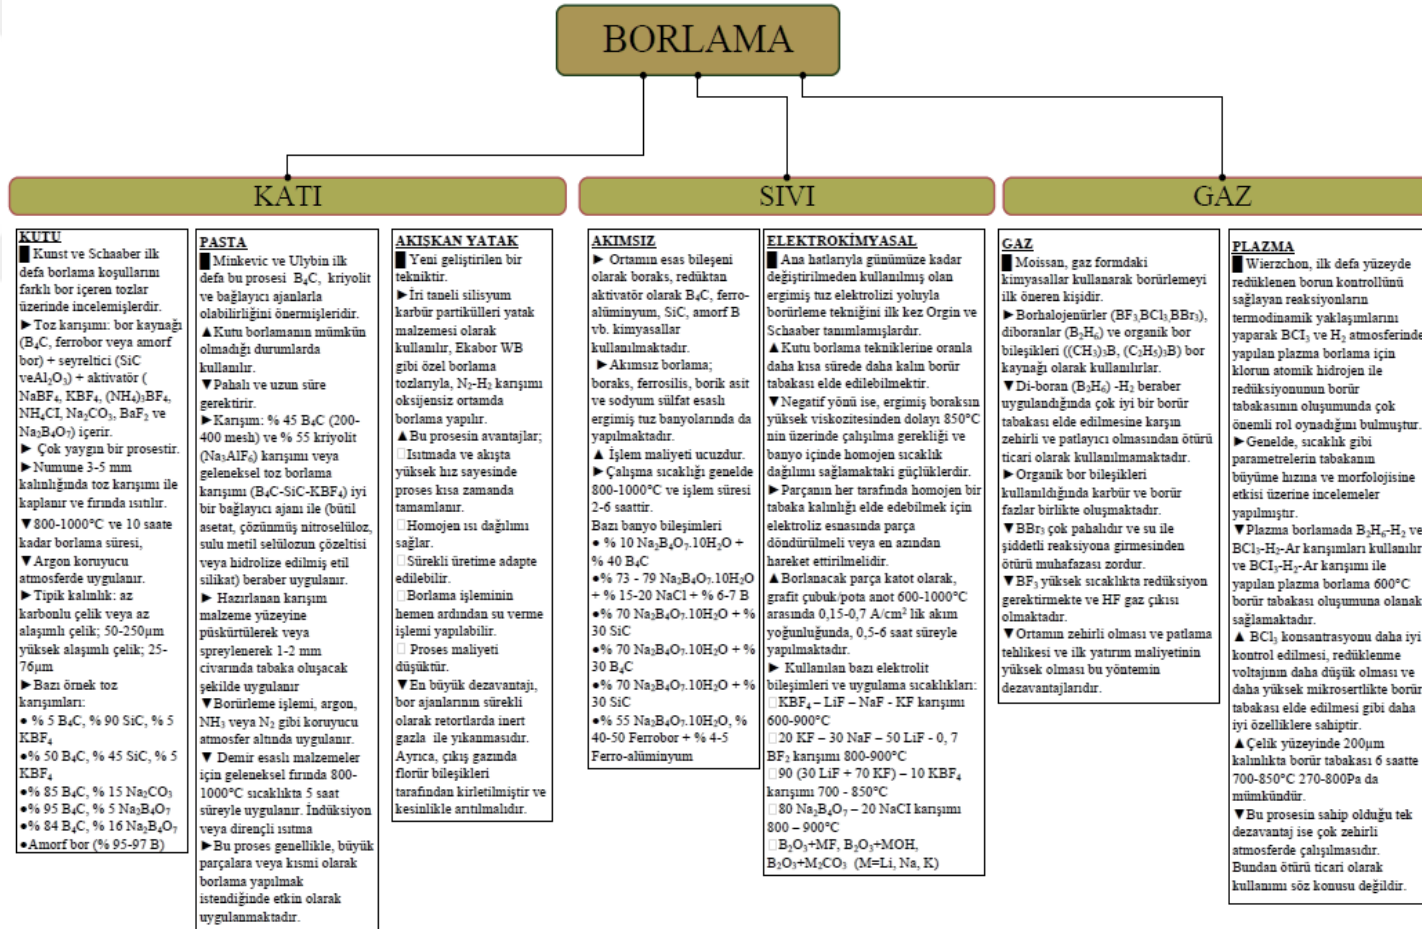 BORLAMA
KATI
SIVI
GAZ
KUTU
█ Kunst ve Schaaber ilk
defa borlama koşullarını
farklı bor içeren tozlar
üzerinde incelemişlerdir.
►Toz karışımı: bor kaynağı
(B₄C, ferrobor veya amorf
bor) + seyreltici (SiC
veAl₂O₃) + aktivatör (
NaBF₄, KBF₄, (NH₄)₃BF₄,
NH₄Cl, Na₂CO₃, BaF₂ ve
Na₂B₄O₇) içerir.
► Çok yaygın bir prosestir.
►Numune 3-5 mm
kalınlığında toz karışımı ile
kaplanır ve fırında ısıtılır.
▼800-1000°C ve 10 saate
kadar borlama süresi,
▼Argon koruyucu
atmosferde uygulanır.
►Tipik kalınlık: az
karbonlu çelik veya az
alaşımlı çelik; 50-250µm
yüksek alaşımlı çelik; 25-
76µm
►Bazı örnek toz
karışımları:
● % 5 B₄C, % 90 SiC, % 5
KBF₄
●% 50 B₄C, % 45 SiC, % 5
KBF₄
●% 85 B₄C, % 15 Na₂CO₃
●% 95 B₄C, % 5 Na₂B₄O₇
●% 84 B₄C, % 16 Na₂B₄O₇
●Amorf bor (% 95-97 B)
PASTA
█ Minkevic ve Ulybin ilk
defa bu prosesi B₄C, kriyolit
ve bağlayıcı ajanlarla
olabilirliğini önermişleridir.
▲Kutu borlamanın mümkün
olmadığı durumlarda
kullanılır.
▼Pahalı ve uzun süre
gerektirir.
►Karışım: % 45 B₄C (200-
400 mesh) ve % 55 kriyolit
(Na₃AlF₆) karışımı veya
geleneksel toz borlama
karışımı (B₄C-SiC-KBF₄) iyi
bir bağlayıcı ajanı ile (bütil
asetat, çözünmüş nitroselüloz,
sulu metil selülozun çözeltisi
veya hidrolize edilmiş etil
silikat) beraber uygulanır.
► Hazırlanan karışım
malzeme yüzeyine
püskürtülerek veya
spreylenerek 1-2 mm
civarında tabaka oluşacak
şekilde uygulanır
▼Borürleme işlemi, argon,
NH₃ veya N₂ gibi koruyucu
atmosfer altında uygulanır.
▼ Demir esaslı malzemeler
için geleneksel fırında 800-
1000°C sıcaklıkta 5 saat
süreyle uygulanır. İndüksiyon
veya dirençli ısıtma
►Bu proses genellikle, büyük
parçalara veya kısmi olarak
borlama yapılmak
istendiğinde etkin olarak
uygulanmaktadır.
AKIŞKAN YATAK
█ Yeni geliştirilen bir
tekniktir.
►İri taneli silisyum
karbür partikülleri yatak
malzemesi olarak
kullanılır, Ekabor WB
gibi özel borlama
tozlarıyla, N₂-H₂ karışımı
oksijensiz ortamda
borlama yapılır.
▲Bu prosesin avantajlar;
□Isıtmada ve akışta
yüksek hız sayesinde
proses kısa zamanda
tamamlanır.
□Homojen ısı dağılımı
sağlar.
□Sürekli üretime adapte
edilebilir.
□Borlama işleminin
hemen ardından su verme
işlemi yapılabilir.
□ Proses maliyeti
düşüktür.
▼En büyük dezavantajı,
bor ajanlarının sürekli
olarak retortlarda inert
gazla ile yıkanmasıdır.
Ayrıca, çıkış gazında
florür bileşikleri
tarafından kirletilmiştir ve
kesinlikle arıtılmalıdır.
AKIMSIZ
► Ortamın esas bileşeni
olarak boraks, redüktan
aktivatör olarak B₄C, ferro-
alüminyum, SiC, amorf B
vb. kimyasallar
kullanılmaktadır.
►Akımsız borlama;
boraks, ferrosilis, borik asit
ve sodyum sülfat esaslı
ergimiş tuz banyolarında da
yapılmaktadır.
▲ İşlem maliyeti ucuzdur.
►Çalışma sıcaklığı genelde
800-1000°C ve işlem süresi
2-6 saattir.
Bazı banyo bileşimleri
● % 10 Na₂B₄O₇.10H₂O +
% 40 B₄C
●% 73 - 79 Na₂B₄O₇.10H₂O
+ % 15-20 NaCl + % 6-7 B
●% 70 Na₂B₄O₇.10H₂O + %
30 SiC
●% 70 Na₂B₄O₇.10H₂O + %
30 B₄C
●% 70 Na₂B₄O₇.10H₂O + %
30 SiC
●% 55 Na₂B₄O₇.10H₂O, %
40-50 Ferrobor + % 4-5
Ferro-alüminyum
ELEKTROKİMYASAL
█ Ana hatlarıyla günümüze kadar
değiştirilmeden kullanılmış olan
ergimiş tuz elektrolizi yoluyla
borürleme tekniğini ilk kez Orgin ve
Schaaber tanımlamışlardır.
▲Kutu borlama tekniklerine oranla
daha kısa sürede daha kalın borür
tabakası elde edilebilmektir.
▼Negatif yönü ise, ergimiş boraksın
yüksek viskozitesinden dolayı 850°C
nin üzerinde çalışılma gerekliği ve
banyo içinde homojen sıcaklık
dağılımı sağlamaktaki güçlüklerdir.
►Parçanın her tarafında homojen bir
tabaka kalınlığı elde edebilmek için
elektroliz esnasında parça
döndürülmeli veya en azından
hareket ettirilmelidir.
▲Borlanacak parça katot olarak,
grafit çubuk/pota anot 600-1000°C
arasında 0,15-0,7 A/cm² lik akım
yoğunluğunda, 0,5-6 saat süreyle
yapılmaktadır.
► Kullanılan bazı elektrolit
bileşimleri ve uygulama sıcaklıkları:
□KBF₄ – LiF – NaF - KF karışımı
600-900°C
□20 KF – 30 NaF – 50 LiF - 0, 7
BF₂ karışımı 800-900°C
□90 (30 LiF + 70 KF) – 10 KBF₄
karışımı 700 - 850°C
□80 Na₂B₄O₇ – 20 NaCI karışımı
800 – 900°C
□B₂O₃+MF, B₂O₃+MOH,
B₂O₃+M₂CO₃ (M=Li, Na, K)
GAZ
█ Moissan, gaz formdaki
kimyasallar kullanarak borürlemeyi
ilk öneren kişidir.
►Borhalojenürler (BF₃,BCl₃,BBr₃),
diboranlar (B₂H₆) ve organik bor
bileşikleri ((CH₃)₃B, (C₂H₅)₃B) bor
kaynağı olarak kullanılırlar.
▼Di-boran (B₂H₆) -H₂ beraber
uygulandığında çok iyi bir borür
tabakası elde edilmesine karşın
zehirli ve patlayıcı olmasından ötürü
ticari olarak kullanılmamaktadır.
►Organik bor bileşikleri
kullanıldığında karbür ve borür
fazlar birlikte oluşmaktadır.
▼BBr₃ çok pahalıdır ve su ile
şiddetli reaksiyona girmesinden
ötürü muhafazası zordur.
▼BF₃ yüksek sıcaklıkta redüksiyon
gerektirmekte ve HF gaz çıkışı
olmaktadır.
▼Ortamın zehirli olması ve patlama
tehlikesi ve ilk yatırım maliyetinin
yüksek olması bu yöntemin
dezavantajlarıdır.
PLAZMA
█ Wierzchon, ilk defa yüzeyde
redüklenen borun kontrollünü
sağlayan reaksiyonların
termodinamik yaklaşımlarını
yaparak BCI₃ ve H₂ atmosferinde
yapılan plazma borlama için
klorun atomik hidrojen ile
redüksiyonunun borür
tabakasının oluşumunda çok
önemli rol oynadığını bulmuştur.
►Genelde, sıcaklık gibi
parametrelerin tabakanın
büyüme hızına ve morfolojisine
etkisi üzerine incelemeler
yapılmıştır.
▼Plazma borlamada B₂H₆-H₂ ve
BCl₃-H₂-Ar karışımları kullanılır
ve BCI₃-H₂-Ar karışımı ile
yapılan plazma borlama 600°C
borür tabakası oluşumuna olanak
sağlamaktadır.
▲ BCl₃ konsantrasyonu daha iyi
kontrol edilmesi, redüklenme
voltajının daha düşük olması ve
daha yüksek mikrosertlikte borür
tabakası elde edilmesi gibi daha
iyi özelliklere sahiptir.
▲Çelik yüzeyinde 200µm
kalınlıkta borür tabakası 6 saatte
700-850°C 270-800Pa da
mümkündür.
▼Bu prosesin sahip olduğu tek
dezavantaj ise çok zehirli
atmosferde çalışılmasıdır.
Bundan ötürü ticari olarak
kullanımı söz konusu değildir.